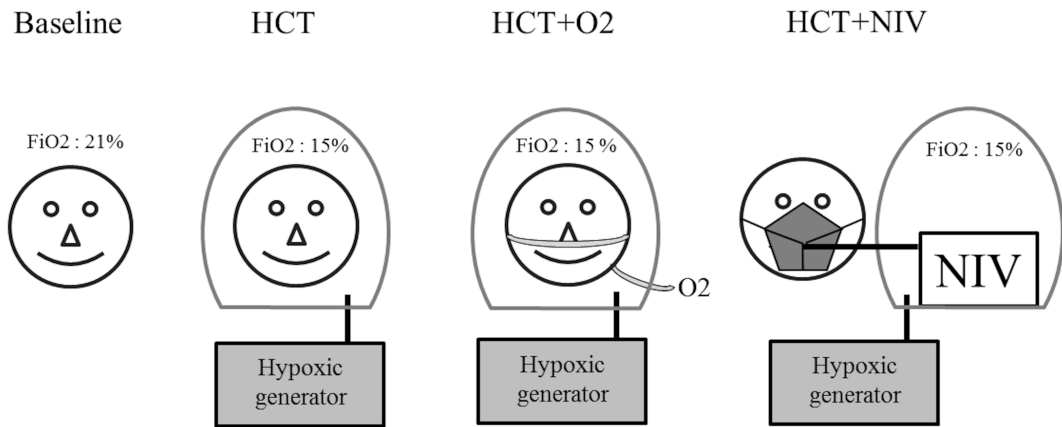 Baseline
HCT
HCT+O2
HCT+NIV
FiO2 : 21%
FiO2 : 15%
FiO2 : 15 %
FiO2 : 15%
O2
NIV
Hypoxic
generator
Hypoxic
generator
Hypoxic
generator